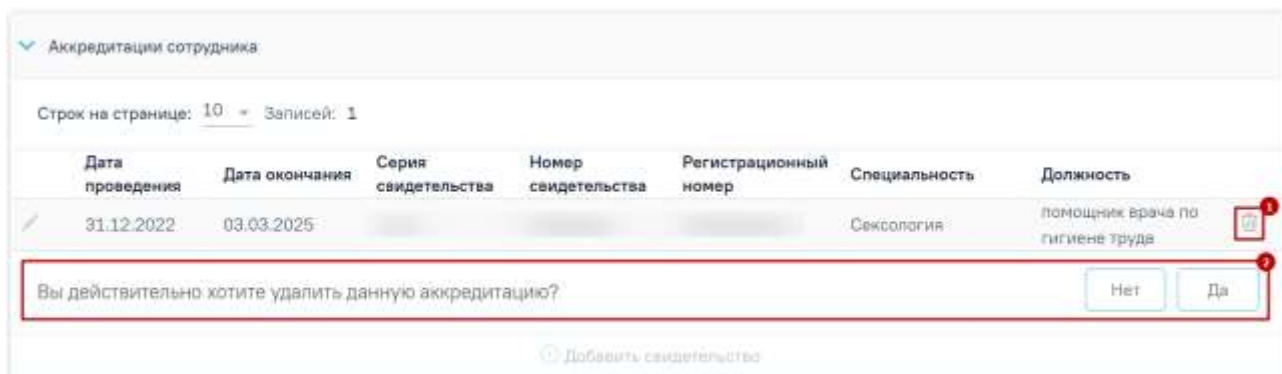 Аккредитации сотрудника
Строк на странице: 10 Записей: 1
Дата проведения Дата окончания Серия свидетельства Номер свидетельства Регистрационный номер Специальность Должность
31.12.2022 03.03.2025 Сексология помощник врача по гигиене труда
1
2
Вы действительно хотите удалить данную аккредитацию? Нет Да
Добавить свидетельство